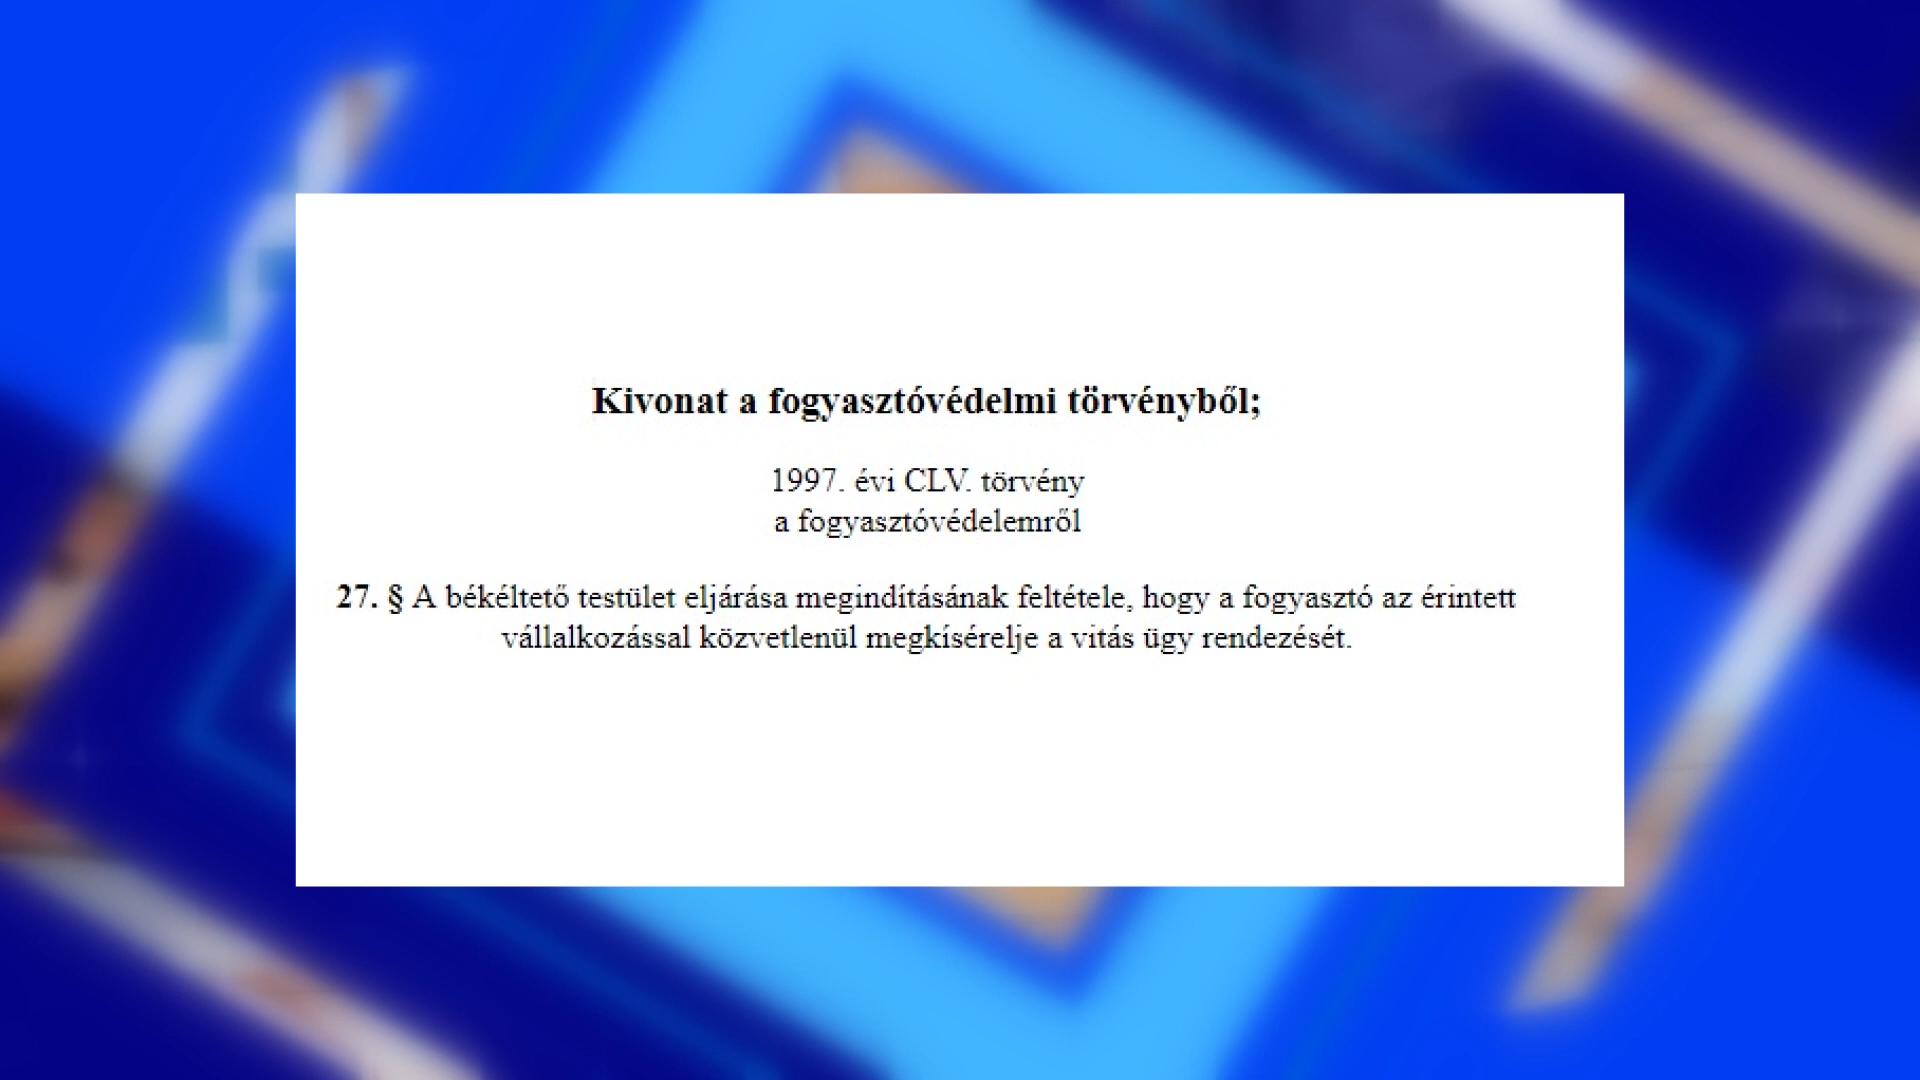 Kivonat a fogyasztóvédelmi törvényből;
1997. évi CLV. törvény
a fogyasztóvédelemről
27. § A békéltető testület eljárása megindításának feltétele, hogy a fogyasztó az érintett
vállalkozással közvetlenül megkísérelje a vitás ügy rendezését.